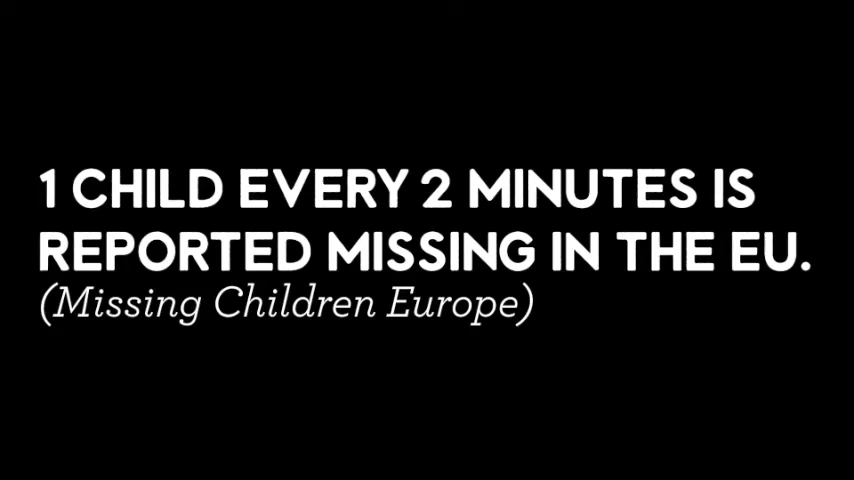 1 CHILD EVERY 2 MINUTES IS
REPORTED MISSING IN THE EU.
(Missing Children Europe)